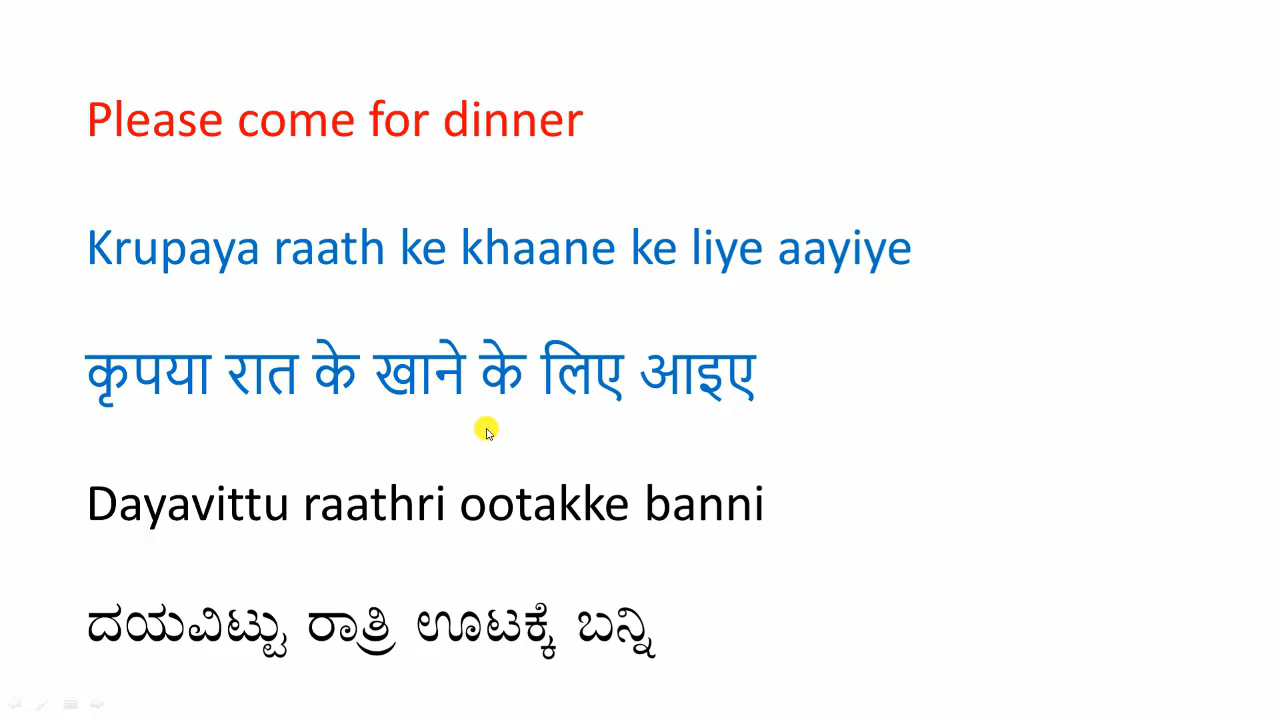 Please come for dinner
Krupaya raath ke khaane ke liye aayiye
कृपया रात के खाने के लिए आइए
Dayavittu raathri ootakke banni
ದಯವಿಟ್ಟು ರಾತ್ರಿ ಊಟಕ್ಕೆ ಬನ್ನಿ